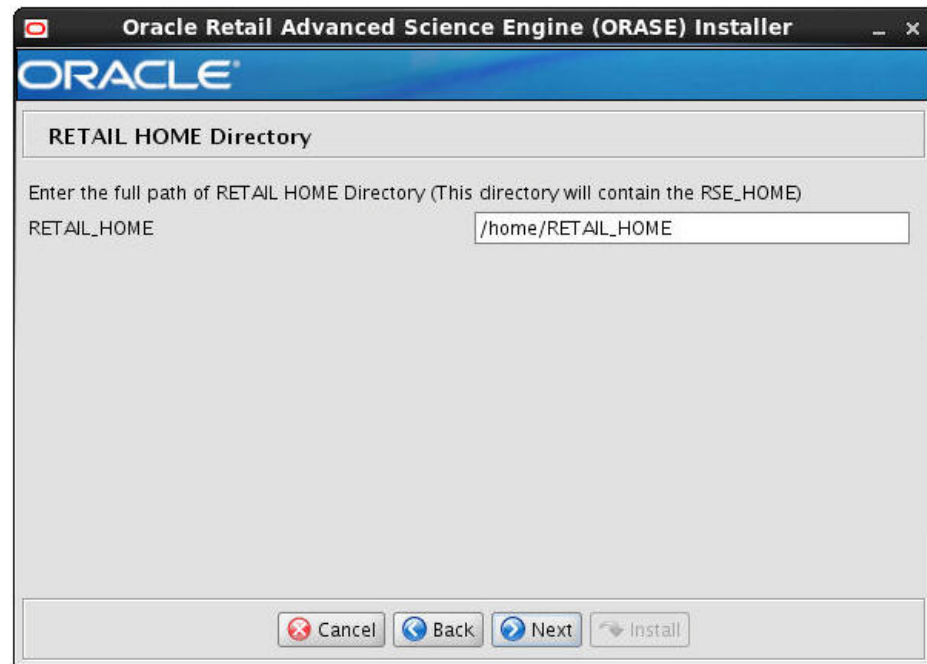 Oracle Retail Advanced Science Engine (ORASE) Installer
ORACLE
RETAIL HOME Directory
Enter the full path of RETAIL HOME Directory (This directory will contain the RSE_HOME)
RETAIL_HOME /home/RETAIL_HOME
Cancel Back Next Install